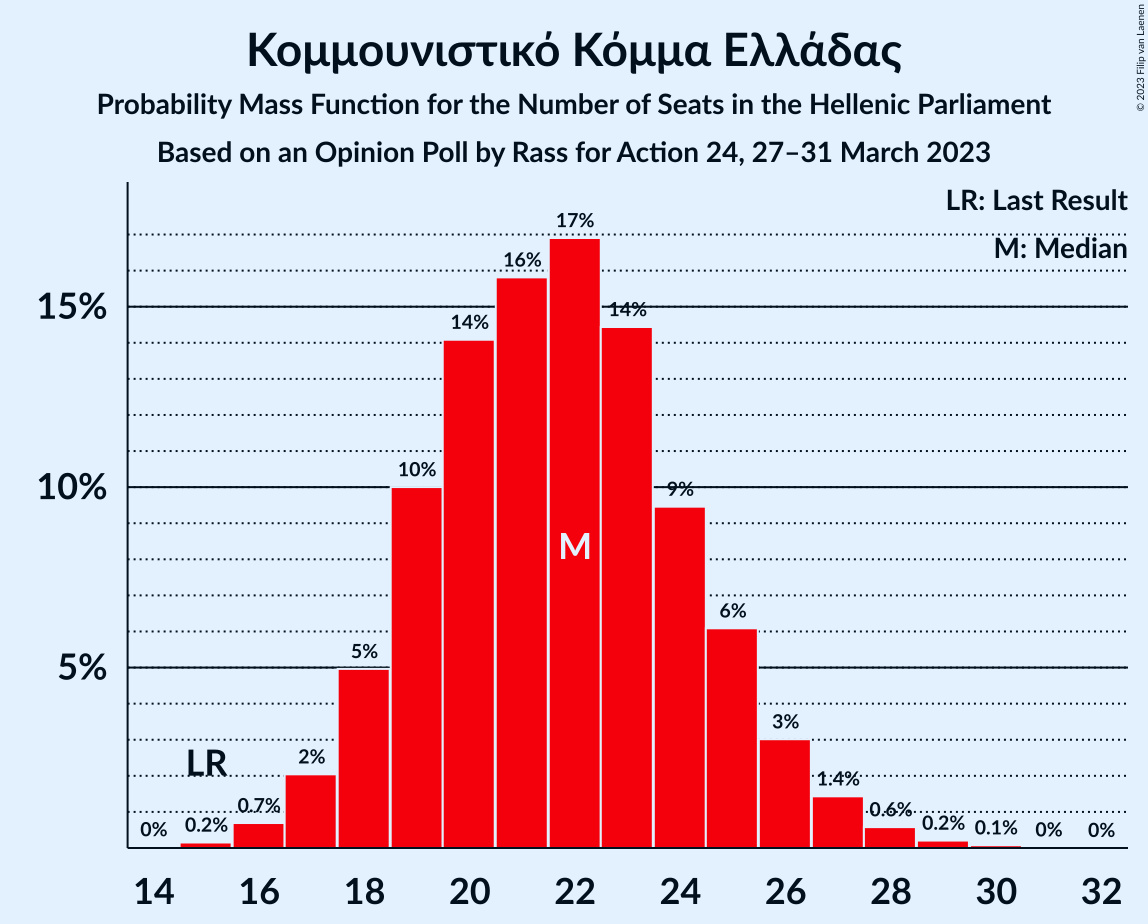 Κομμουνιστικό Κόμμα Ελλάδας
Probability Mass Function for the Number of Seats in the Hellenic Parliament
Based on an Opinion Poll by Rass for Action 24, 27–31 March 2023
© 2023 Filip van Laenen
LR: Last Result
M: Median
15%
10%
5%
0%
0.2%
0.7%
2%
5%
10%
14%
16%
17%
14%
9%
6%
3%
1.4%
0.6%
0.2%
0.1%
0%
0%
LR
M
14 16 18 20 22 24 26 28 30 32